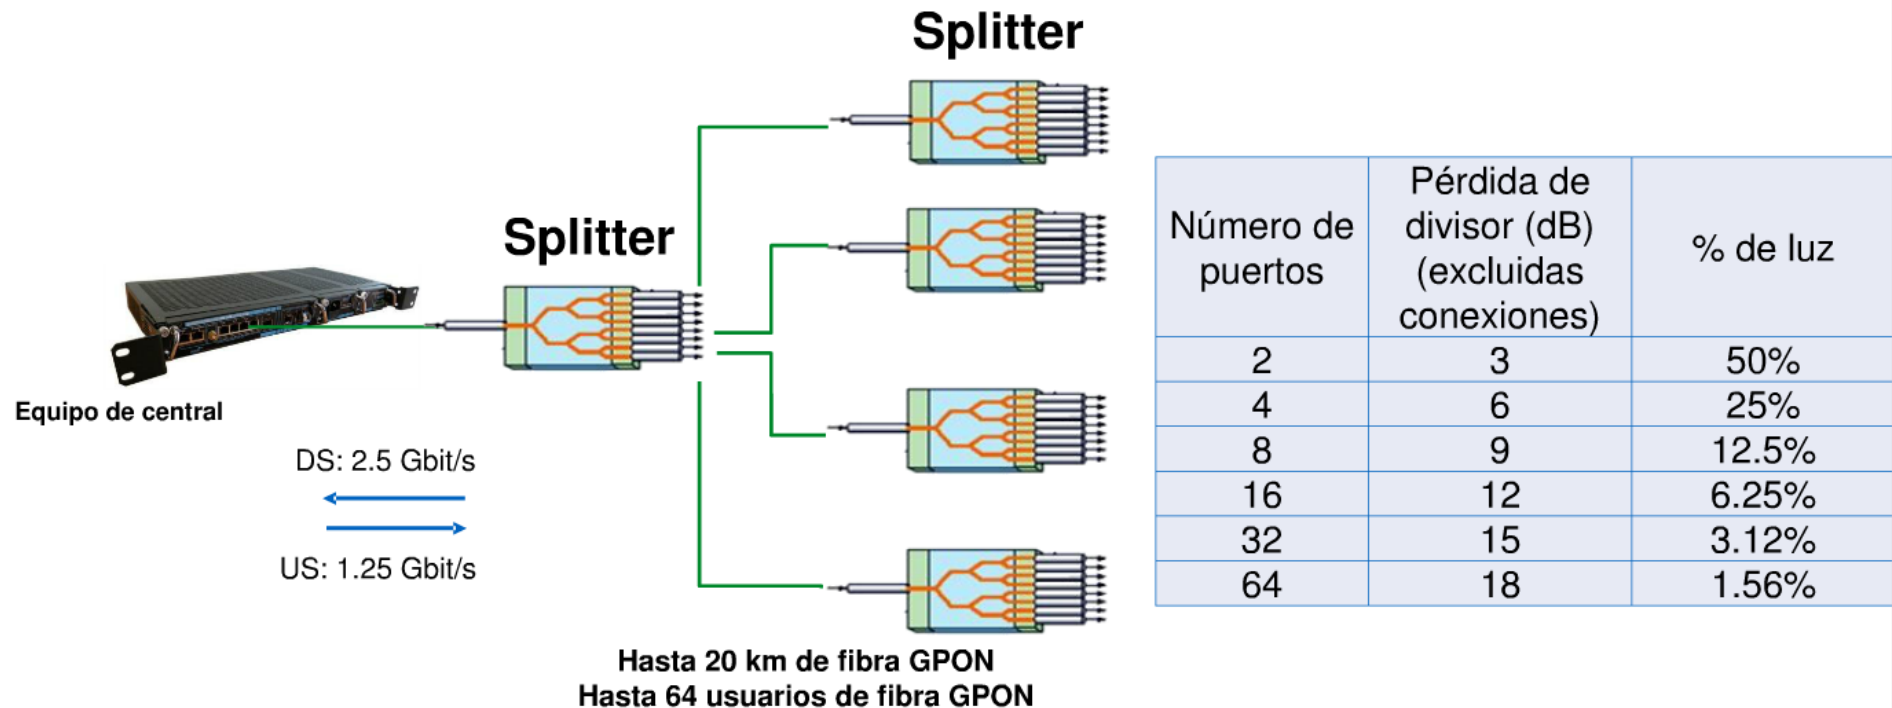 Splitter
Splitter
Equipo de central
DS: 2.5 Gbit/s
US: 1.25 Gbit/s
Hasta 20 km de fibra GPON
Hasta 64 usuarios de fibra GPON
Número de puertos
Pérdida de divisor (dB) (excluidas conexiones)
% de luz
2 3 50%
4 6 25%
8 9 12.5%
16 12 6.25%
32 15 3.12%
64 18 1.56%